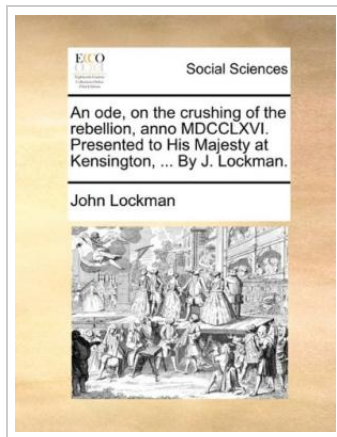 ECCO
Social Sciences
An ode, on the crushing of the
rebellion, anno MDCCLXVI.
Presented to His Majesty at
Kensington, ... By J. Lockman.
John Lockman